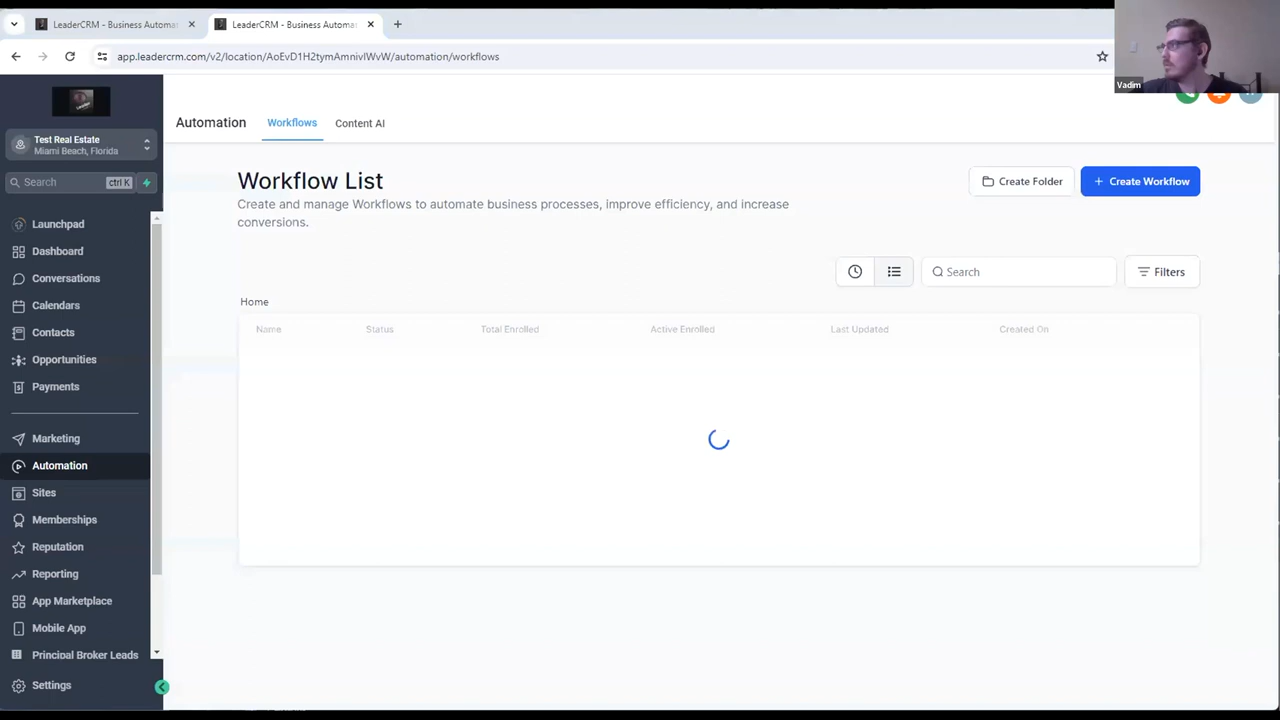 LeaderCRM - Business Automat
LeaderCRM - Business Automat
app.leadercrm.com/v2/location/AoEvD1H2tymAmnivIWvW/automation/workflows
Vadim
Test Real Estate
Miami Beach, Florida
Search
ctrl K
Launchpad
Dashboard
Conversations
Calendars
Contacts
Opportunities
Payments
Marketing
Automation
Sites
Memberships
Reputation
Reporting
App Marketplace
Mobile App
Principal Broker Leads
Settings
Automation
Workflows
Content AI
Workflow List
Create and manage Workflows to automate business processes, improve efficiency, and increase
conversions.
Create Folder
+ Create Workflow
Search
Filters
Home
Name
Status
Total Enrolled
Active Enrolled
Last Updated
Created On